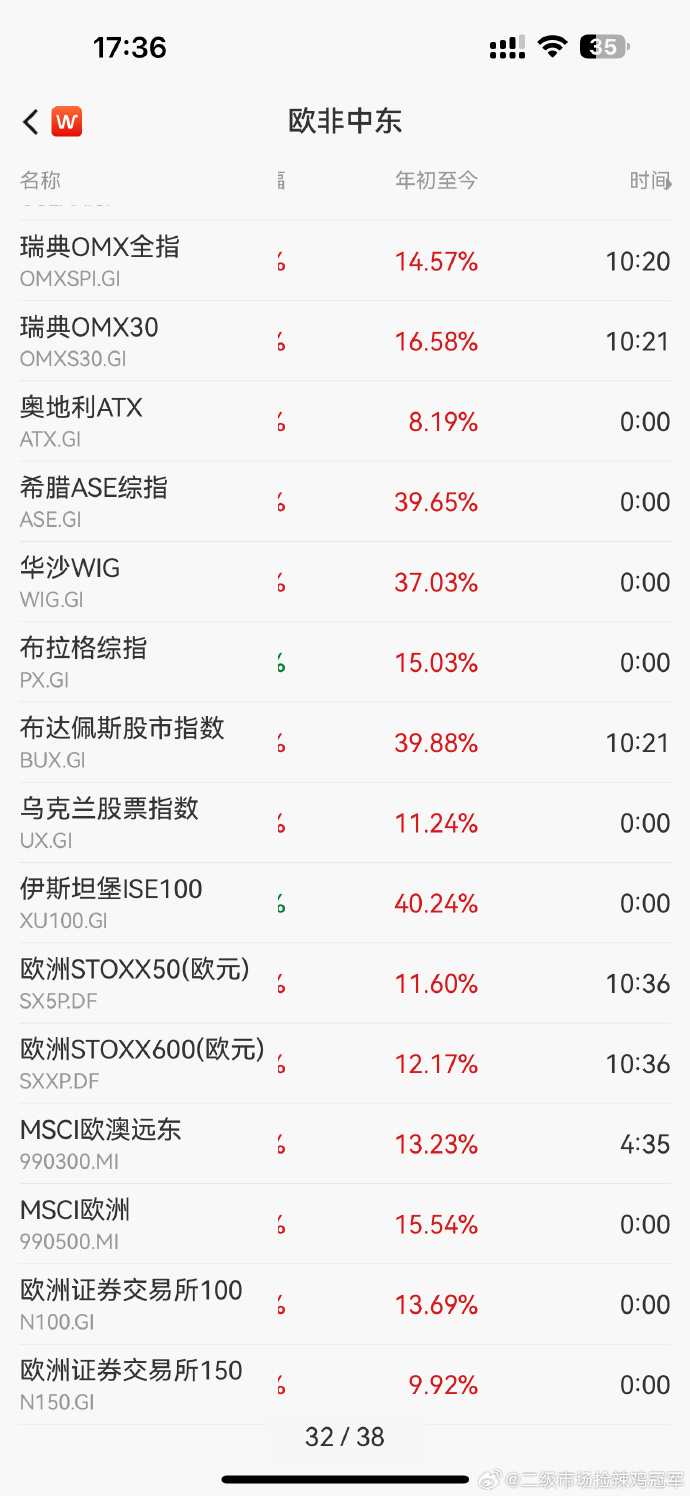 17:36
35
W
欧非中东
名称 幅 年初至今 时间
瑞典OMX全指
OMXSPI.GI
% 14.57% 10:20
瑞典OMX30
OMXS30.GI
% 16.58% 10:21
奥地利ATX
ATX.GI
% 8.19% 0:00
希腊ASE综指
ASE.GI
% 39.65% 0:00
华沙WIG
WIG.GI
% 37.03% 0:00
布拉格综指
PX.GI
% 15.03% 0:00
布达佩斯股市指数
BUX.GI
% 39.88% 10:21
乌克兰股票指数
UX.GI
% 11.24% 0:00
伊斯坦堡ISE100
XU100.GI
% 40.24% 0:00
欧洲STOXX50(欧元)
SX5P.DF
% 11.60% 10:36
欧洲STOXX600(欧元)
SXXP.DF
% 12.17% 10:36
MSCI欧澳远东
990300.MI
% 13.23% 4:35
MSCI欧洲
990500.MI
% 15.54% 0:00
欧洲证券交易所100
N100.GI
% 13.69% 0:00
欧洲证券交易所150
N150.GI
% 9.92% 0:00
32 / 38
@二级市场捡辣鸡冠军